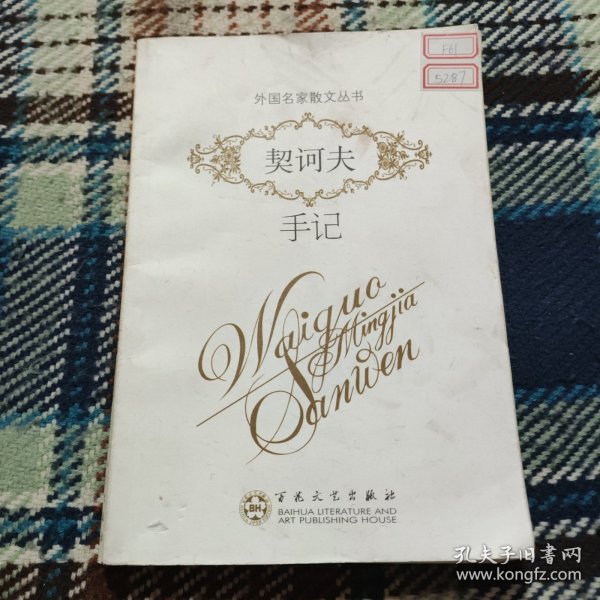 F61
5287
外国名家散文丛书
契诃夫
手记
Waiguo
Mingjia
Sanwen
BH
百花文艺出版社
BAIHUA LITERATURE AND
ART PUBLISHING HOUSE
孔夫子旧书网
www.kongfz.com